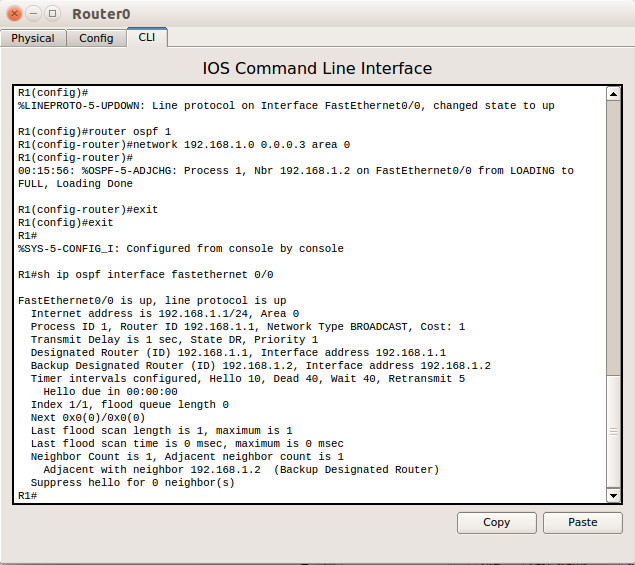 Router0
Physical Config CLI
IOS Command Line Interface
R1(config)#
%LINEPROTO-5-UPDOWN: Line protocol on Interface FastEthernet0/0, changed state to up
R1(config)#router ospf 1
R1(config-router)#network 192.168.1.0 0.0.0.3 area 0
R1(config-router)#
00:15:56: %OSPF-5-ADJCHG: Process 1, Nbr 192.168.1.2 on FastEthernet0/0 from LOADING to
FULL, Loading Done
R1(config-router)#exit
R1(config)#exit
R1#
%SYS-5-CONFIG_I: Configured from console by console
R1#sh ip ospf interface fastethernet 0/0
FastEthernet0/0 is up, line protocol is up
Internet address is 192.168.1.1/24, Area 0
Process ID 1, Router ID 192.168.1.1, Network Type BROADCAST, Cost: 1
Transmit Delay is 1 sec, State DR, Priority 1
Designated Router (ID) 192.168.1.1, Interface address 192.168.1.1
Backup Designated Router (ID) 192.168.1.2, Interface address 192.168.1.2
Timer intervals configured, Hello 10, Dead 40, Wait 40, Retransmit 5
Hello due in 00:00:00
Index 1/1, flood queue length 0
Next 0x0(0)/0x0(0)
Last flood scan length is 1, maximum is 1
Last flood scan time is 0 msec, maximum is 0 msec
Neighbor Count is 1, Adjacent neighbor count is 1
Adjacent with neighbor 192.168.1.2  (Backup Designated Router)
Suppress hello for 0 neighbor(s)
R1#
Copy Paste